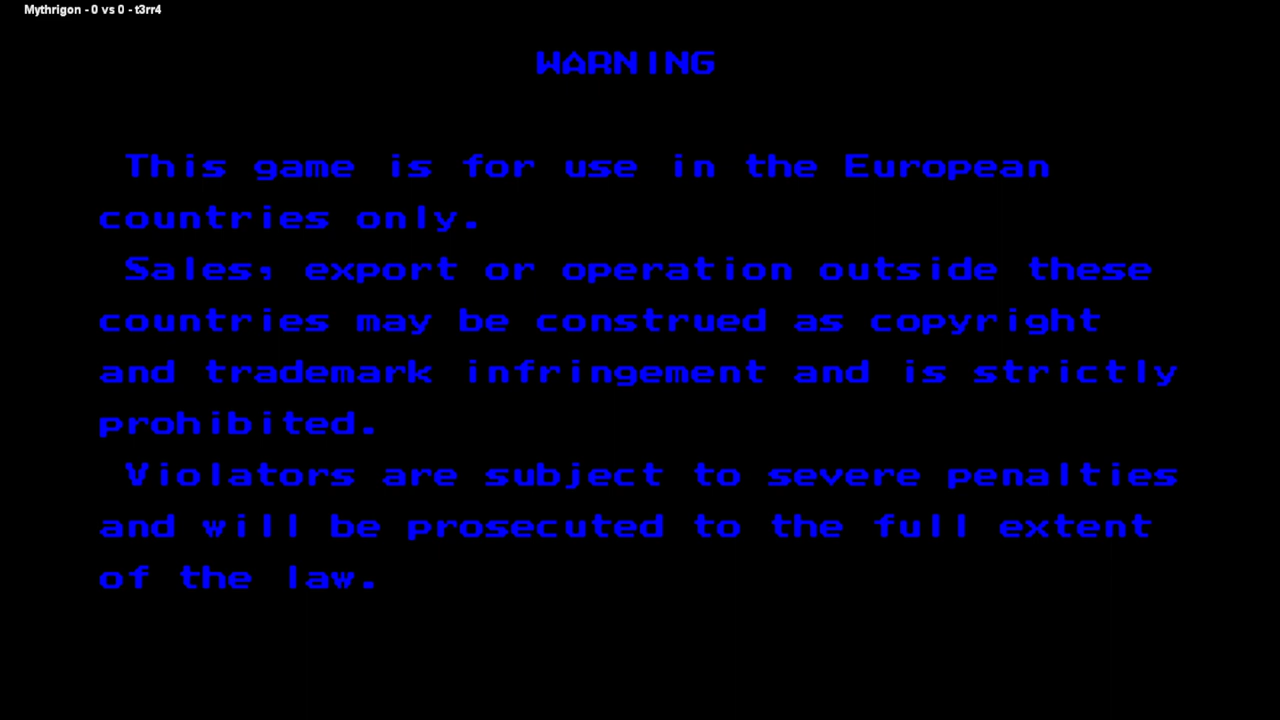 Mythrigon - 0 vs 0 - t3rr4
WARNING
This game is for use in the European
countries only.
Sales, export or operation outside these
countries may be construed as copyright
and trademark infringement and is strictly
prohibited.
Violators are subject to severe penalties
and will be prosecuted to the full extent
of the law.